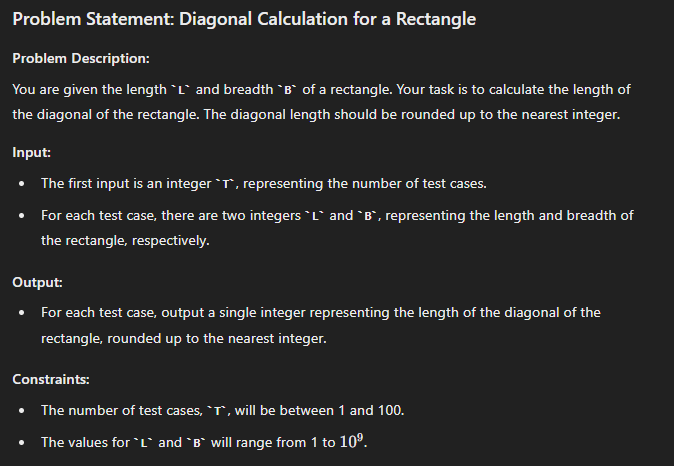 Problem Statement: Diagonal Calculation for a Rectangle
Problem Description:
You are given the length `L` and breadth `B` of a rectangle. Your task is to calculate the length of
the diagonal of the rectangle. The diagonal length should be rounded up to the nearest integer.
Input:
• The first input is an integer `T`, representing the number of test cases.
• For each test case, there are two integers `L` and `B`, representing the length and breadth of
the rectangle, respectively.
Output:
• For each test case, output a single integer representing the length of the diagonal of the
rectangle, rounded up to the nearest integer.
Constraints:
• The number of test cases, `T`, will be between 1 and 100.
• The values for `L` and `B` will range from 1 to 10⁹.